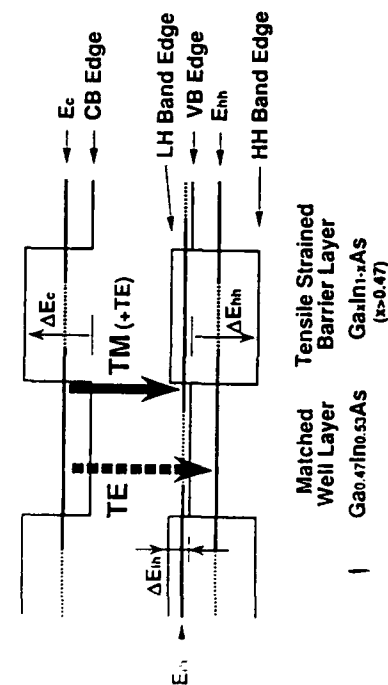 Ec
CB Edge
ΔEc
TM (+TE)
TE
LH Band Edge
VB Edge
Ehh
HH Band Edge
ΔElh
ΔEhh
Matched
Well Layer
Ga0.47In0.53As
Tensile Strained
Barrier Layer
GaxIn1-xAs
(x>0.47)